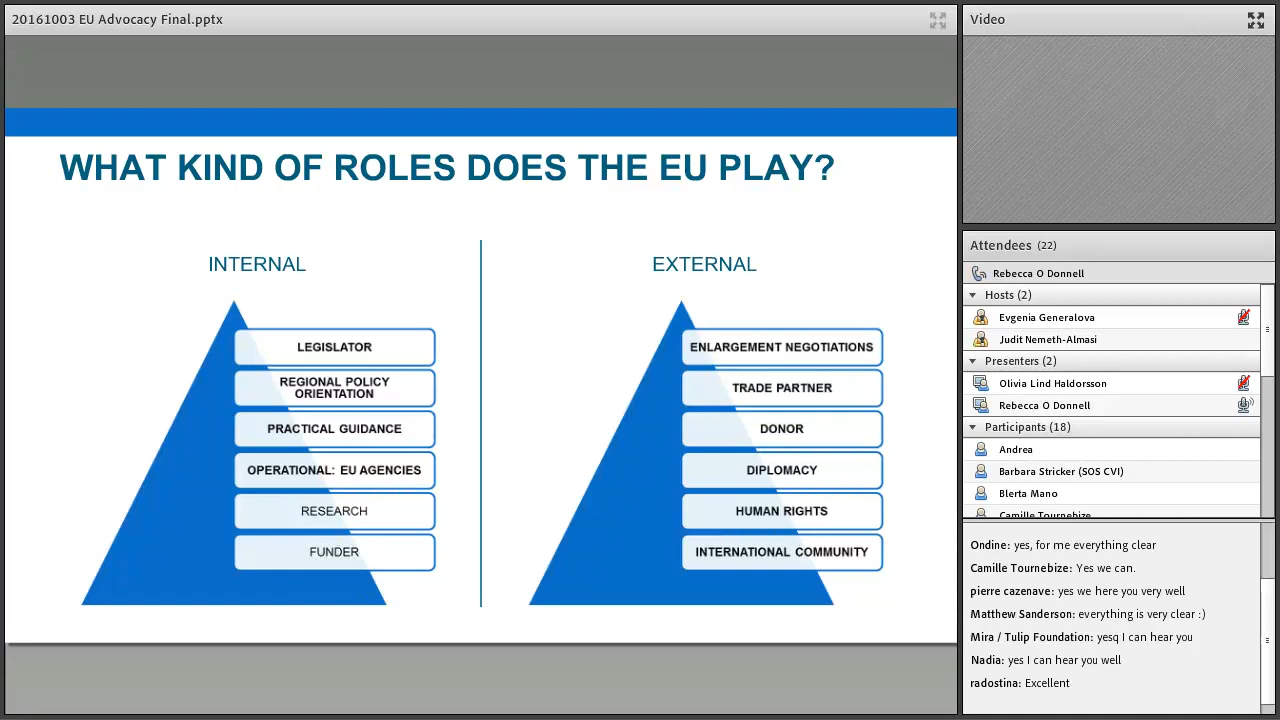 20161003 EU Advocacy Final.pptx
WHAT KIND OF ROLES DOES THE EU PLAY?
INTERNAL
LEGISLATOR
REGIONAL POLICY
ORIENTATION
PRACTICAL GUIDANCE
OPERATIONAL: EU AGENCIES
RESEARCH
FUNDER
EXTERNAL
ENLARGEMENT NEGOTIATIONS
TRADE PARTNER
DONOR
DIPLOMACY
HUMAN RIGHTS
INTERNATIONAL COMMUNITY
Video
Attendees (22)
Rebecca O Donnell
Hosts (2)
Evgenia Generalova
Judit Nemeth-Almasi
Presenters (2)
Olivia Lind Haldorsson
Rebecca O Donnell
Participants (18)
Andrea
Barbara Stricker (SOS CVI)
Blerta Mano
Camille Tournebize
Ondine: yes, for me everything clear
Camille Tournebize: Yes we can.
pierre cazenave: yes we here you very well
Matthew Sanderson: everything is very clear :)
Mira / Tulip Foundation: yesq I can hear you
Nadia: yes I can hear you well
radostina: Excellent